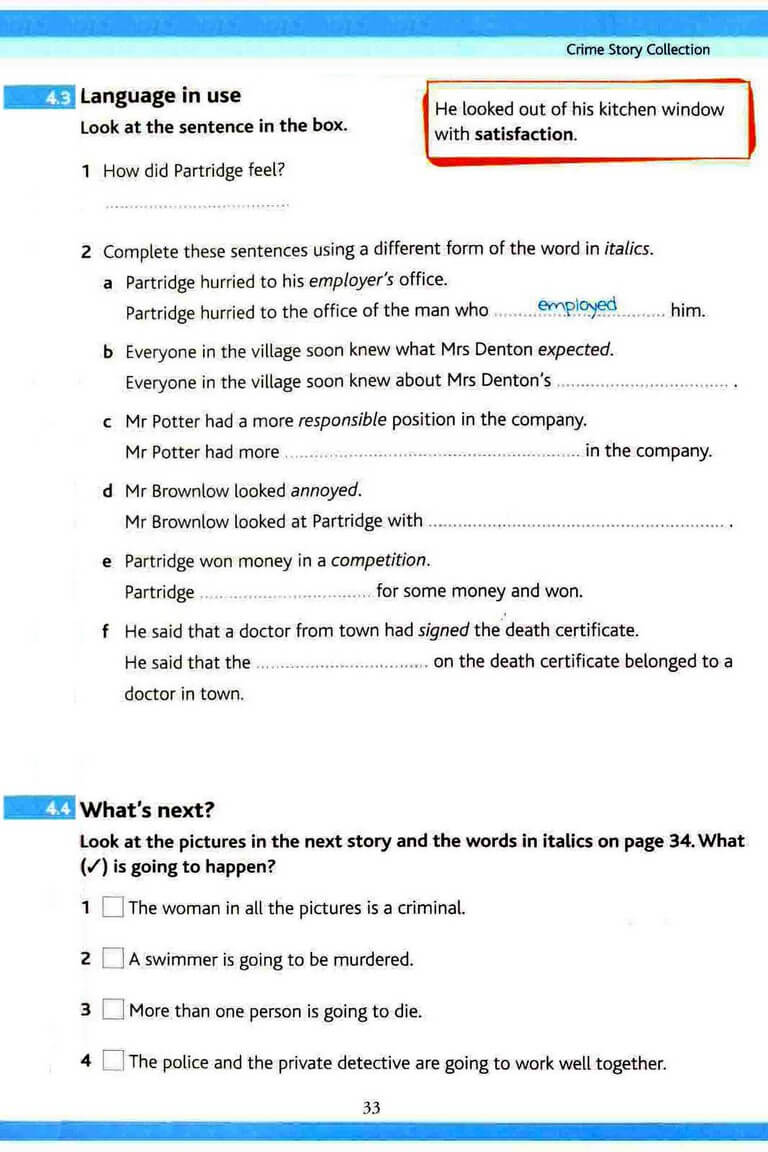 Crime Story Collection
4.3 Language in use
Look at the sentence in the box.
He looked out of his kitchen window
with satisfaction.
1 How did Partridge feel?
2 Complete these sentences using a different form of the word in italics.
a Partridge hurried to his employer's office.
Partridge hurried to the office of the man who employed him.
b Everyone in the village soon knew what Mrs Denton expected.
Everyone in the village soon knew about Mrs Denton's .
c Mr Potter had a more responsible position in the company.
Mr Potter had more in the company.
d Mr Brownlow looked annoyed.
Mr Brownlow looked at Partridge with .
e Partridge won money in a competition.
Partridge for some money and won.
f He said that a doctor from town had signed the death certificate.
He said that the on the death certificate belonged to a
doctor in town.
4.4 What's next?
Look at the pictures in the next story and the words in italics on page 34. What
(✓) is going to happen?
1 The woman in all the pictures is a criminal.
2 A swimmer is going to be murdered.
3 More than one person is going to die.
4 The police and the private detective are going to work well together.
33